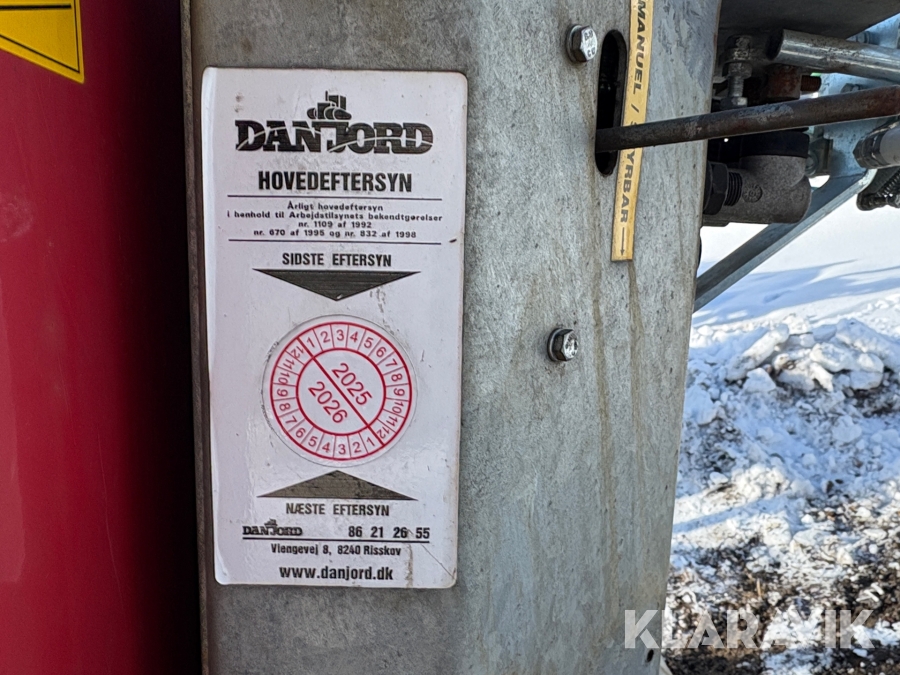 DANJORD
HOVEDEFTERSYN
Årligt hovedeftersyn
i henhold til Arbejdstilsynets bekendtgørelser
nr. 1109 af 1992
nr. 670 af 1995 og nr. 832 af 1998
SIDSTE EFTERSYN
1 2 3 4 5 6 7 8 9 10 11 12
2025
2026
1 2 3 4 5 6 7 8 9 10 11 12
NÆSTE EFTERSYN
DANJORD 86 21 26 55
Vlengevej 8, 8240 Risskov
www.danjord.dk
MANUEL /
YRBAR →
KLARAVIK